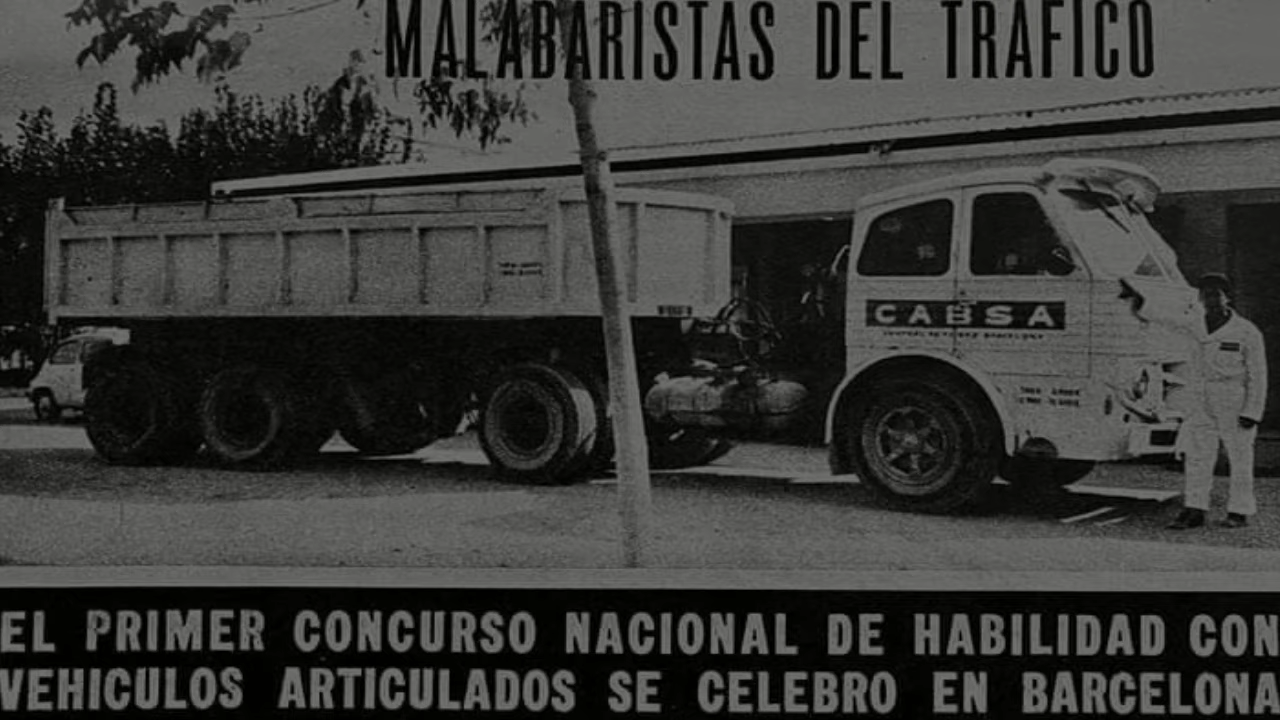 MALABARISTAS DEL TRAFICO
CABSA
EL PRIMER CONCURSO NACIONAL DE HABILIDAD CON
VEHICULOS ARTICULADOS SE CELEBRO EN BARCELONA